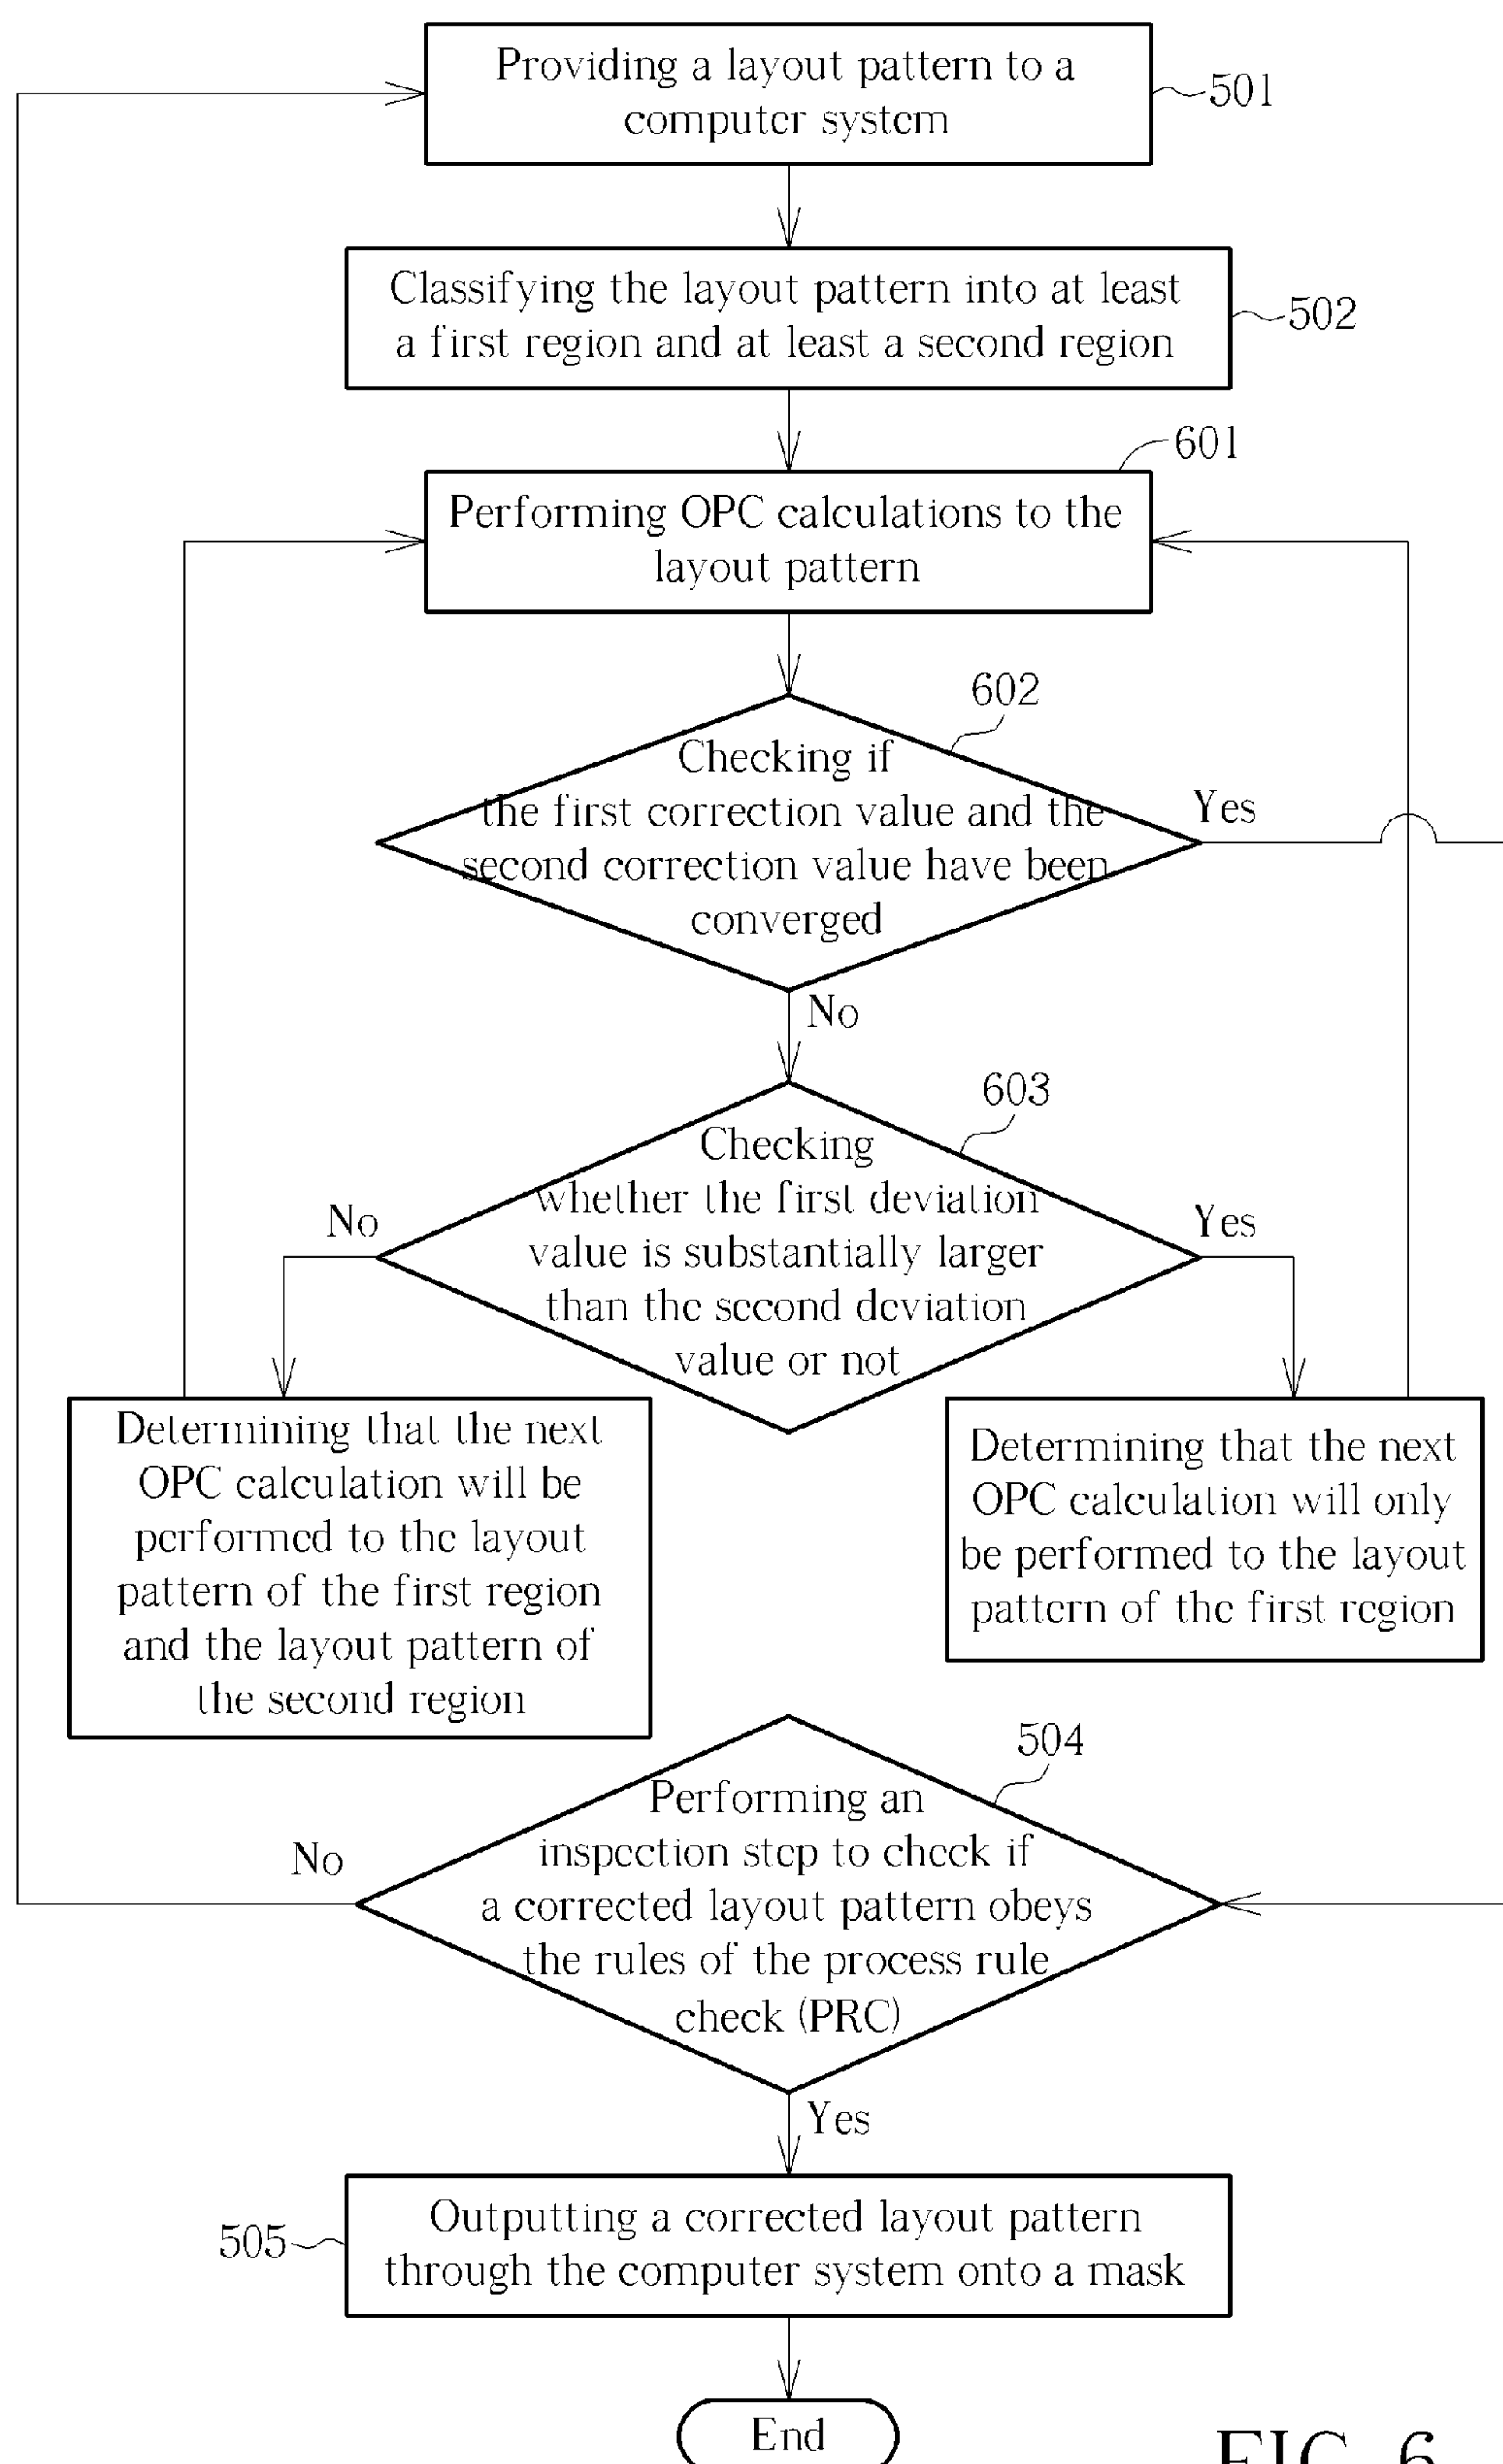 Providing a layout pattern to a
computer system
501
Classifying the layout pattern into at least
a first region and at least a second region
502
601
Performing OPC calculations to the
layout pattern
602
Checking if
the first correction value and the
second correction value have been
converged
Yes
No
603
Checking
whether the first deviation
value is substantially larger
than the second deviation
value or not
No
Yes
Determining that the next
OPC calculation will be
performed to the layout
pattern of the first region
and the layout pattern of
the second region
Determining that the next
OPC calculation will only
be performed to the layout
pattern of the first region
504
Performing an
inspection step to check if
a corrected layout pattern obeys
the rules of the process rule
check (PRC)
No
Yes
505
Outputting a corrected layout pattern
through the computer system onto a mask
End
FIG. 6